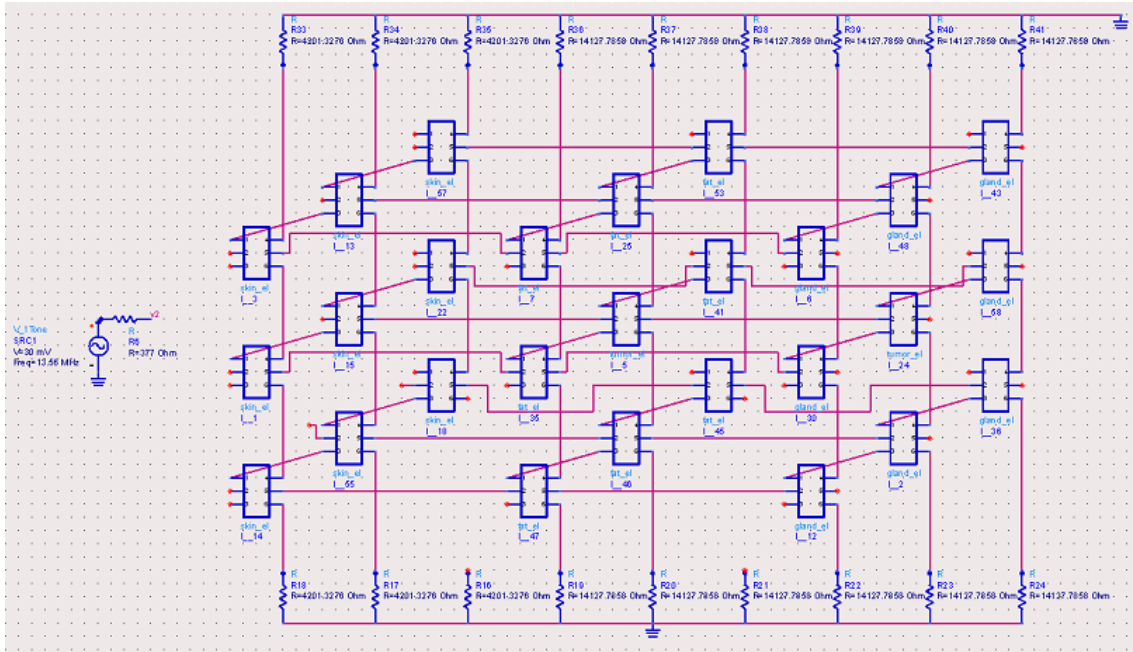 R R R R R R R R R
R33 R34 R35 R36 R37 R38 R39 R40 R41
R=4201.3276 Ohm R=4201.3276 Ohm R=4201.3276 Ohm R=14127.7858 Ohm R=14127.7858 Ohm R=14127.7858 Ohm R=14127.7858 Ohm R=14127.7858 Ohm R=14127.7858 Ohm
skin_el fat_el gland_el
I__57 I__53 I__43
skin_el gland_el
I__13 I__25 I__48
skin_el fat_el gland_el
I__3 I__7 I__6
skin_el fat_el gland_el
I__22 I__41 I__58
skin_el tumor_el tumor_el
I__15 I__5 I__24
V_1Tone
SRC1
V=30 mV
Freq=13.56 MHz
v2
R
R5
R=377 Ohm
skin_el fat_el gland_el
I__1 I__35 I__30
skin_el fat_el gland_el
I__18 I__45 I__36
skin_el fat_el gland_el
I__55 I__46 I__2
skin_el fat_el gland_el
I__14 I__47 I__12
R R R R R R R R R
R18 R17 R16 R19 R20 R21 R22 R23 R24
R=4201.3276 Ohm R=4201.3276 Ohm R=4201.3276 Ohm R=14127.7858 Ohm R=14127.7858 Ohm R=14127.7858 Ohm R=14127.7858 Ohm R=14137.7858 Ohm R=14137.7858 Ohm